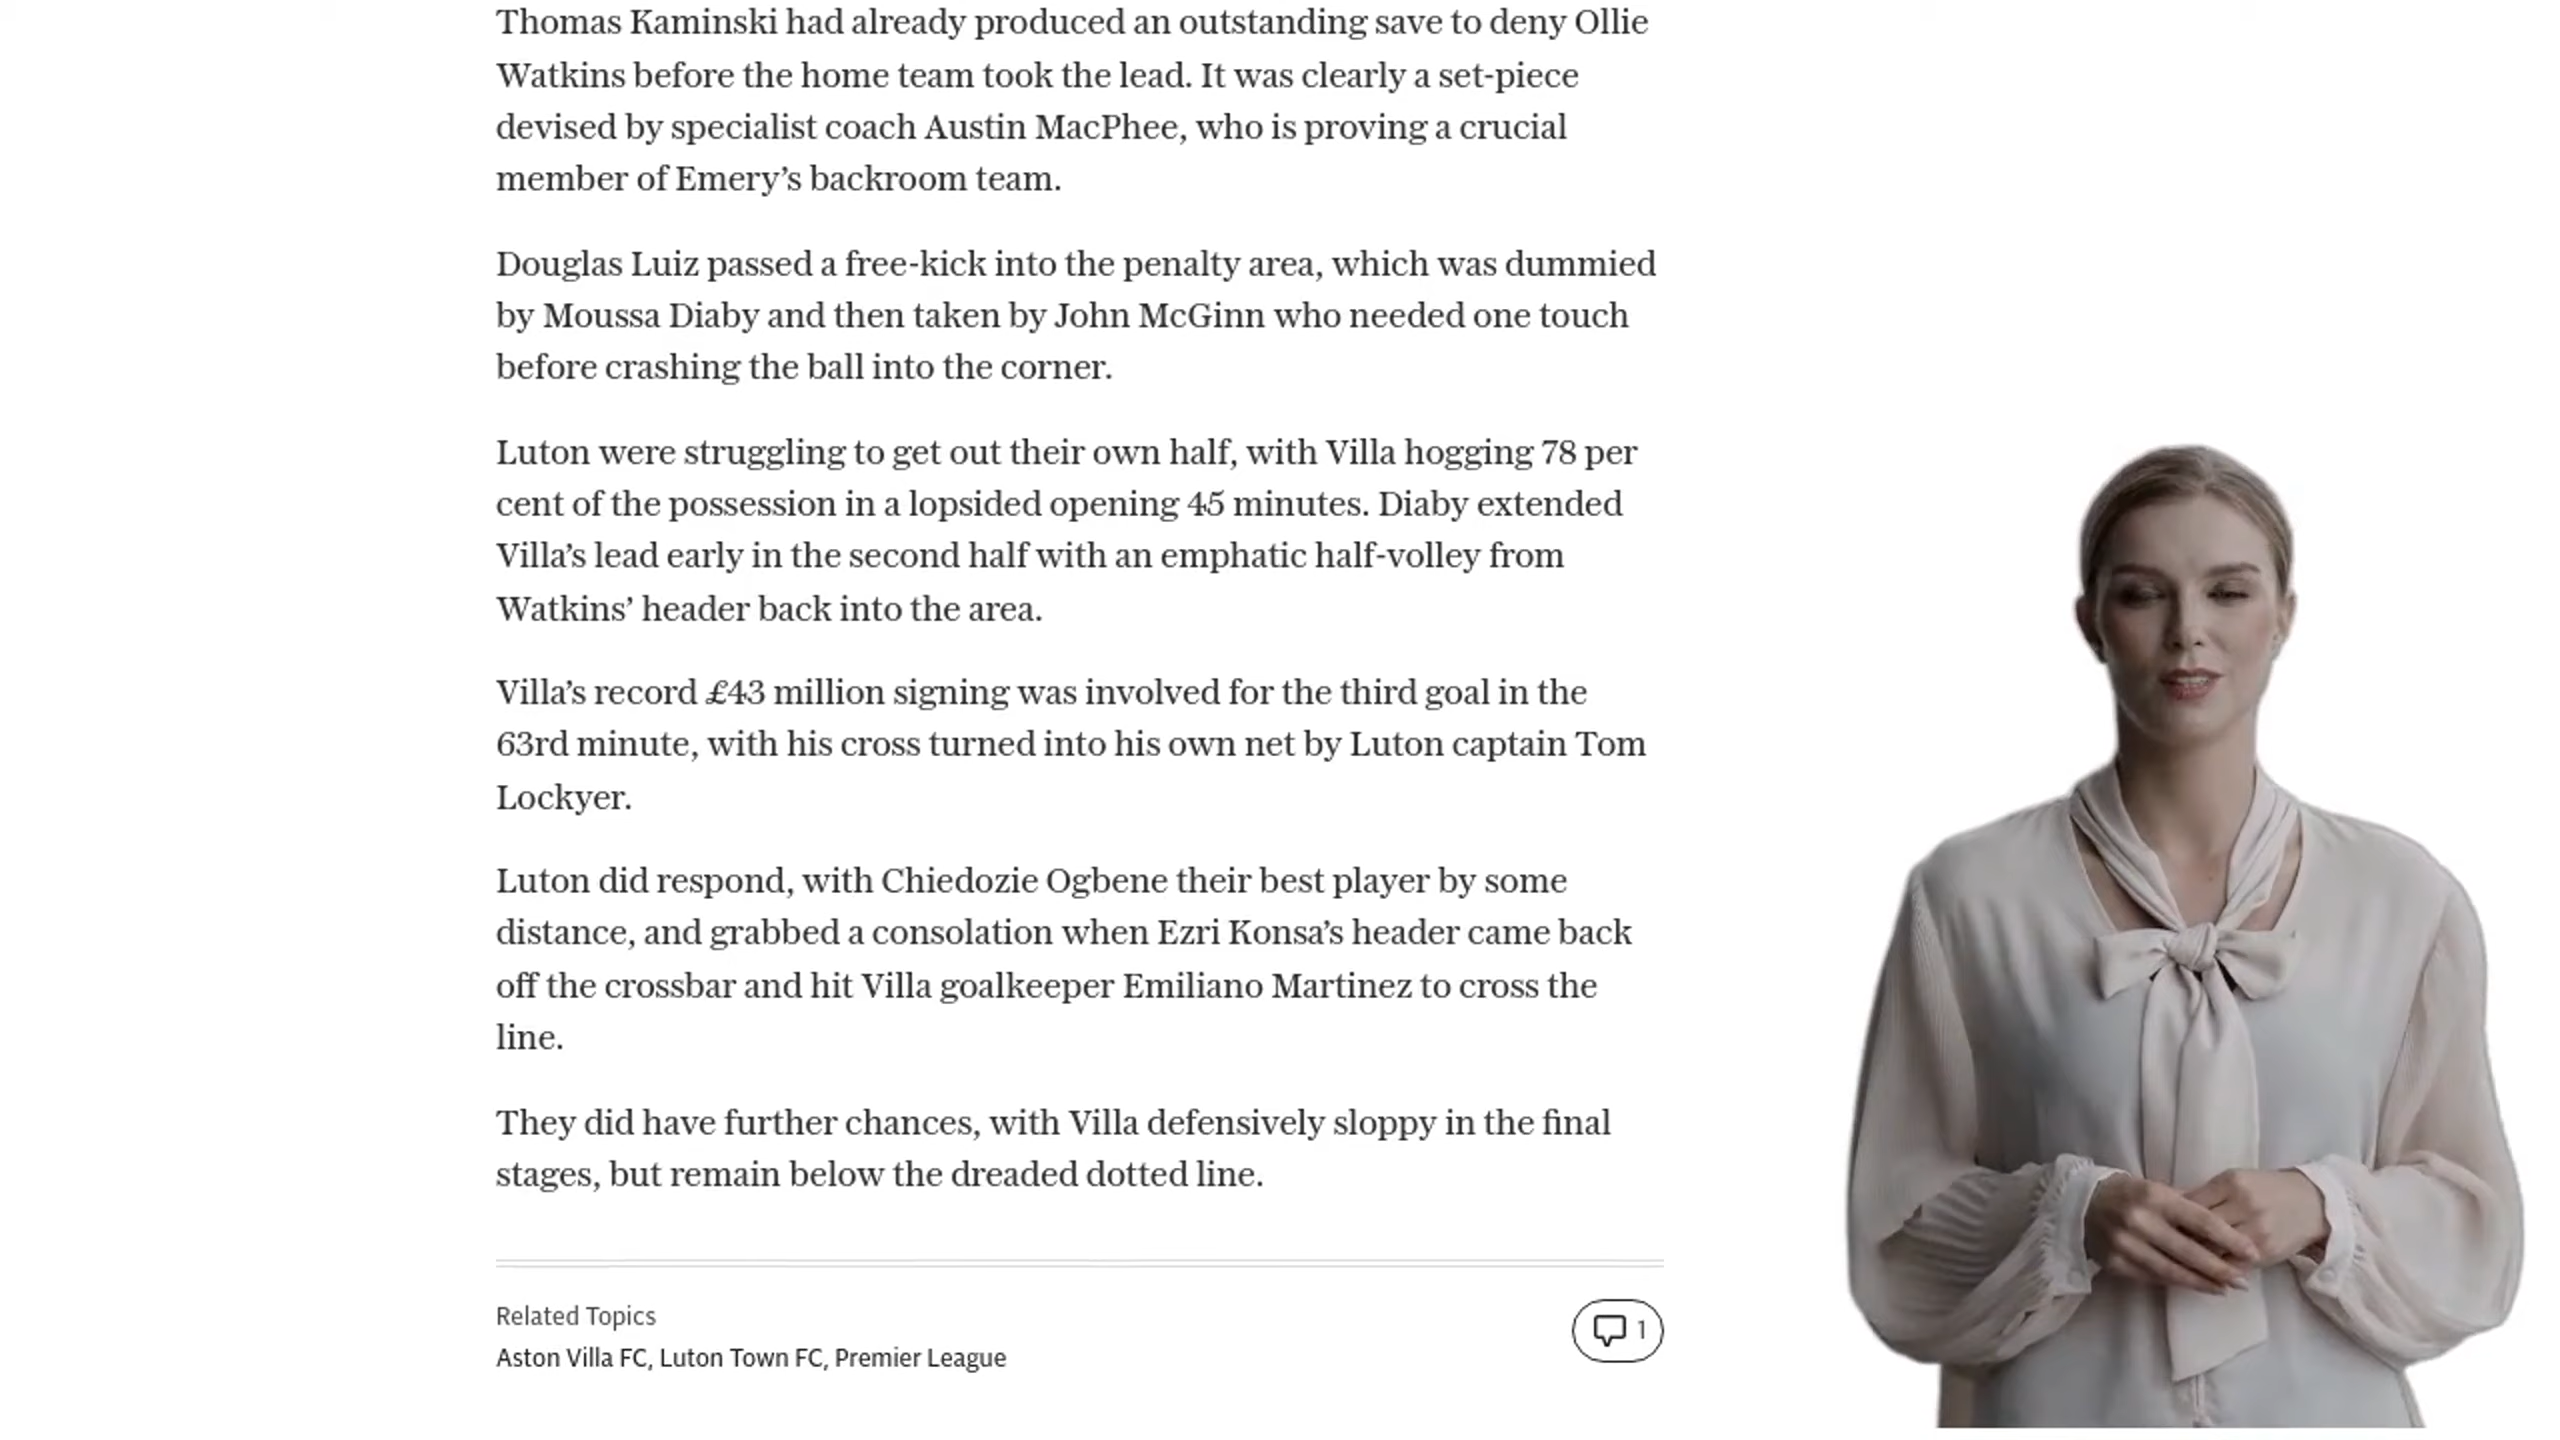 Thomas Kaminski had already produced an outstanding save to deny Ollie
Watkins before the home team took the lead. It was clearly a set-piece
devised by specialist coach Austin MacPhee, who is proving a crucial
member of Emery’s backroom team.
Douglas Luiz passed a free-kick into the penalty area, which was dummied
by Moussa Diaby and then taken by John McGinn who needed one touch
before crashing the ball into the corner.
Luton were struggling to get out their own half, with Villa hogging 78 per
cent of the possession in a lopsided opening 45 minutes. Diaby extended
Villa’s lead early in the second half with an emphatic half-volley from
Watkins’ header back into the area.
Villa’s record £43 million signing was involved for the third goal in the
63rd minute, with his cross turned into his own net by Luton captain Tom
Lockyer.
Luton did respond, with Chiedozie Ogbene their best player by some
distance, and grabbed a consolation when Ezri Konsa’s header came back
off the crossbar and hit Villa goalkeeper Emiliano Martinez to cross the
line.
They did have further chances, with Villa defensively sloppy in the final
stages, but remain below the dreaded dotted line.
Related Topics
1
Aston Villa FC, Luton Town FC, Premier League